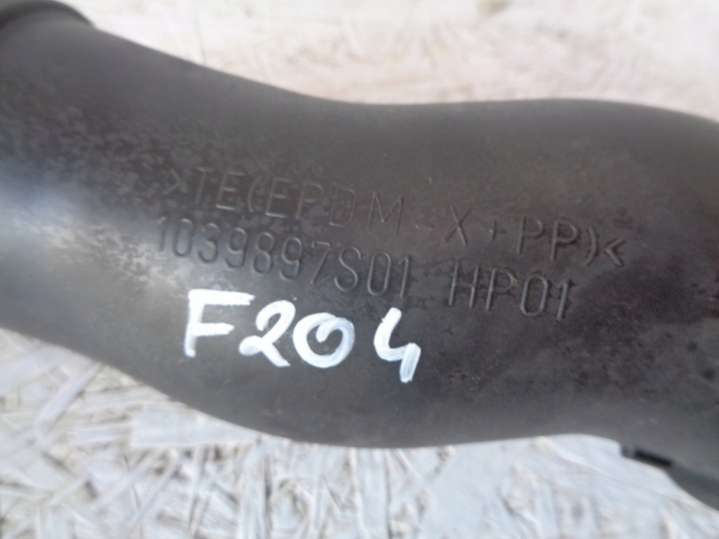 >TE(EPDM-X+PP)<
1039897S01 HP01
F204